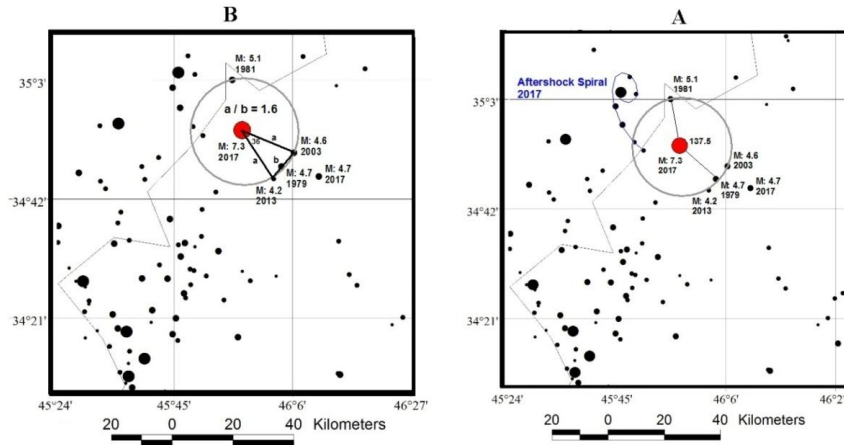 B
M: 5.1
1981
35°3'
a / b = 1.6
36
a
M: 4.6
2003
M: 7.3
2017
a
b
M: 4.7
1979
M: 4.7
2017
M: 4.2
2013
34°42'
34°21'
45°24'
45°45'
46°6'
46°27'
20
0
20
40
Kilometers
A
Aftershock Spiral
2017
M: 5.1
1981
35°3'
137.5
M: 7.3
2017
M: 4.6
2003
M: 4.7
1979
M: 4.7
2017
M: 4.2
2013
34°42'
34°21'
45°24'
45°45'
46°6'
46°27'
20
0
20
40
Kilometers